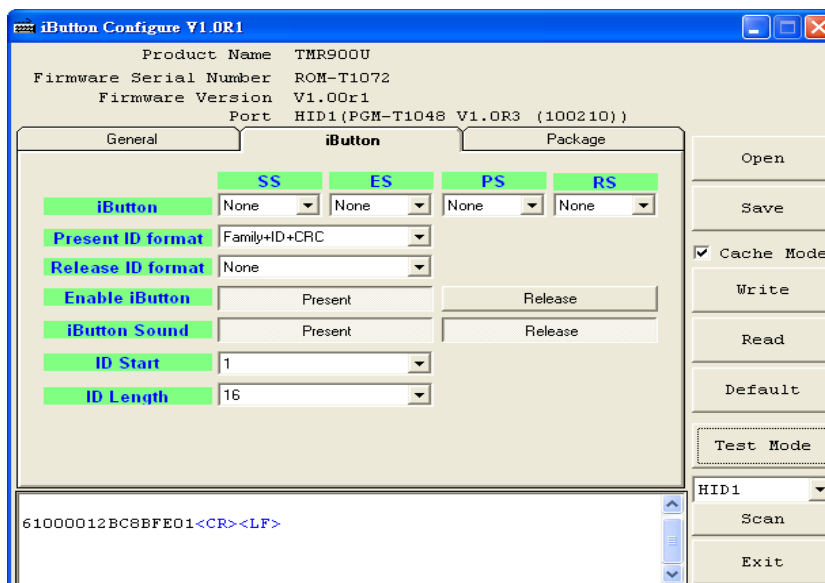 iButton Configure V1.0R1
Product Name TMR900U
Firmware Serial Number ROM-T1072
Firmware Version V1.00r1
Port HID1(PGM-T1048 V1.0R3 (100210))
General iButton Package
SS ES PS RS
iButton None None None None
Present ID format Family+ID+CRC
Release ID format None
Enable iButton Present Release
iButton Sound Present Release
ID Start 1
ID Length 16
61000012BC8BFE01<CR><LF>
Open
Save
Cache Mode
Write
Read
Default
Test Mode
HID1
Scan
Exit